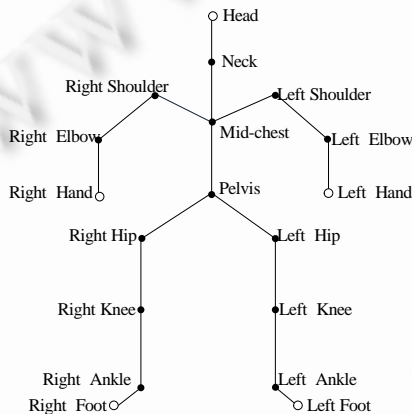 Head
Neck
Right Shoulder
Left Shoulder
Mid-chest
Right Elbow
Left Elbow
Right Hand
Pelvis
Left Hand
Right Hip
Left Hip
Right Knee
Left Knee
Right Ankle
Left Ankle
Right Foot
Left Foot